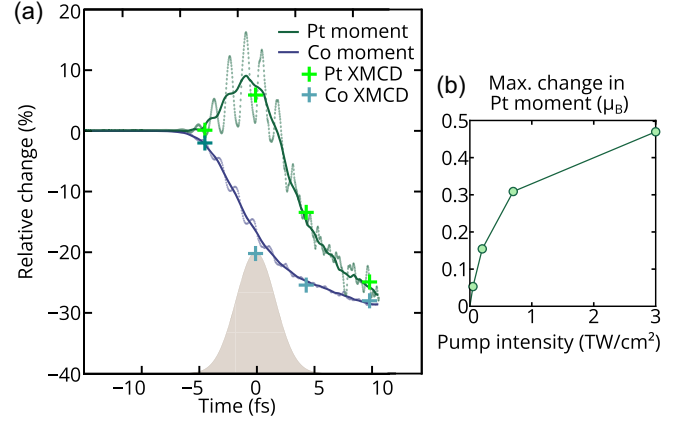 (a)
20
10
0
−10
−20
−30
−40
Relative change (%)
Pt moment
Co moment
Pt XMCD
Co XMCD
−10
−5
0
5
10
Time (fs)
(b)
Max. change in
Pt moment (μB)
0.5
0.4
0.3
0.2
0.1
0
0
1
2
3
Pump intensity (TW/cm²)